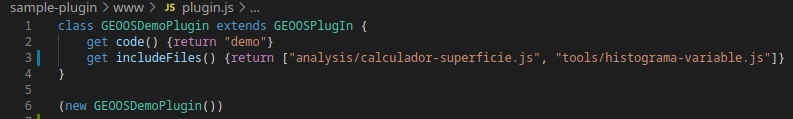 sample-plugin > www > JS plugin.js > ...
1 class GEOOSDemoPlugin extends GEOOSPlugIn {
2 get code() {return "demo"}
3 get includeFiles() {return ["analysis/calculador-superficie.js", "tools/histograma-variable.js"]}
4 }
5
6 (new GEOOSDemoPlugin())